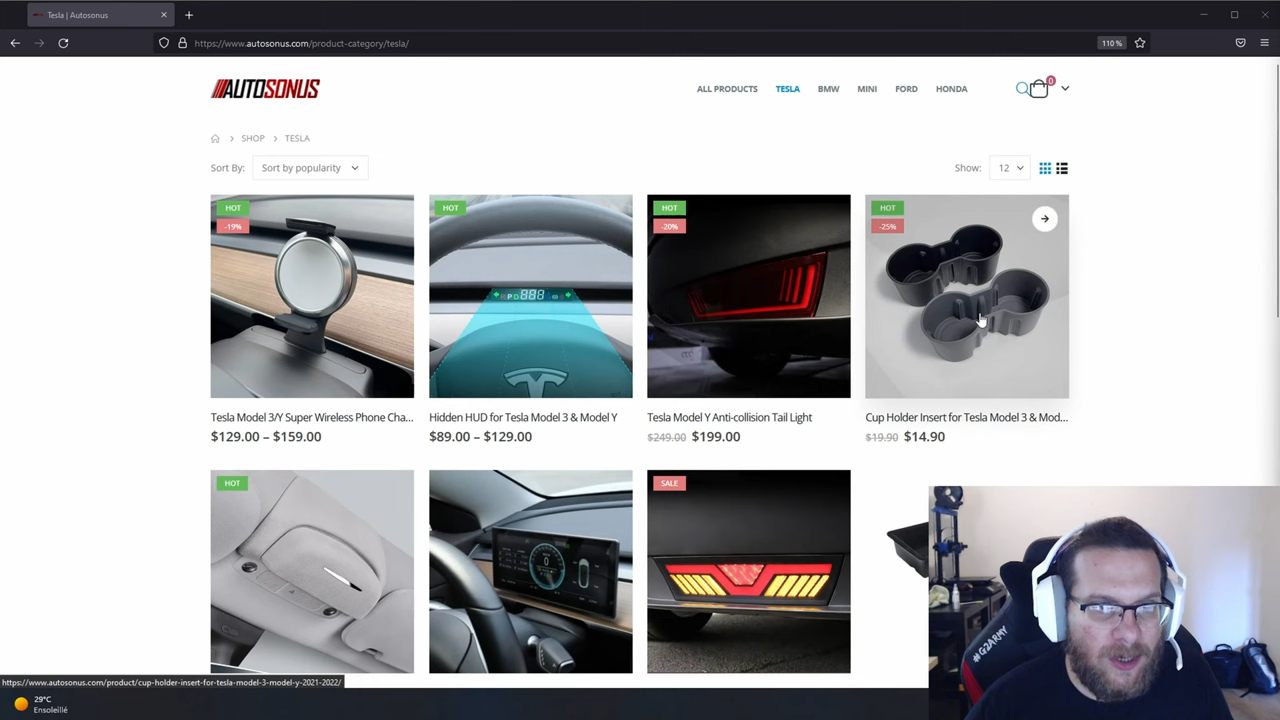 Tesla | Autosonus
https://www.autosonus.com/product-category/tesla/
110%
AUTOSONUS
ALL PRODUCTS
TESLA
BMW
MINI
FORD
HONDA
0
SHOP
TESLA
Sort By:
Sort by popularity
Show:
12
HOT
-19%
HOT
HOT
-20%
HOT
-25%
Tesla Model 3/Y Super Wireless Phone Cha...
Hidden HUD for Tesla Model 3 & Model Y
Tesla Model Y Anti-collision Tail Light
Cup Holder Insert for Tesla Model 3 & Mod...
$129.00 – $159.00
$89.00 – $129.00
$249.00 $199.00
$19.90 $14.90
HOT
SALE
#G2ARMY
https://www.autosonus.com/product/cup-holder-insert-for-tesla-model-3-model-y-2021-2022/
29°C
Ensoleillé